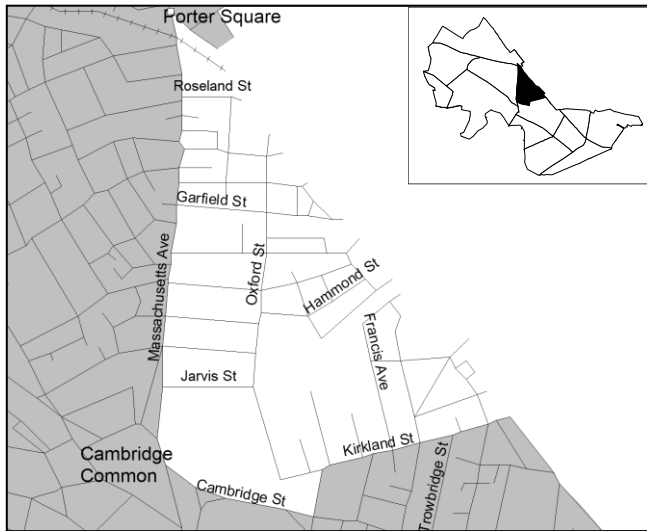 Porter Square
Roseland St
Garfield St
Massachusetts Ave
Oxford St
Hammond St
Francis Ave
Jarvis St
Kirkland St
Cambridge
Common
Cambridge St
Trowbridge St